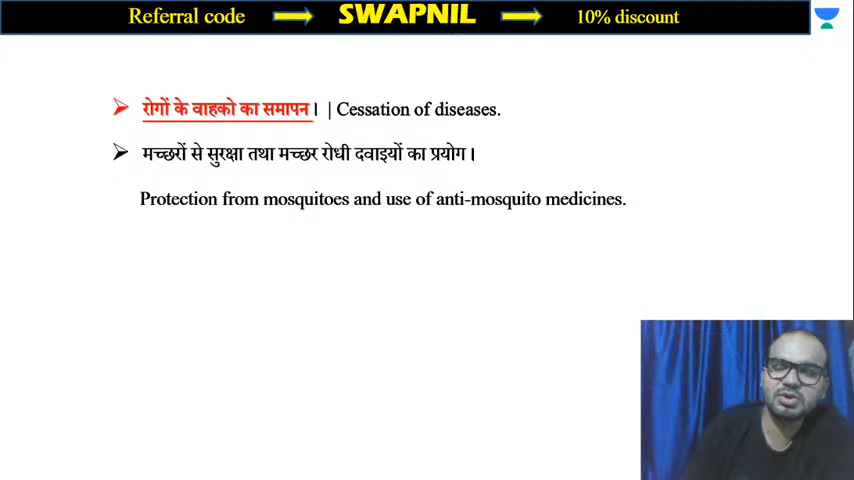 Referral code SWAPNIL 10% discount
रोगों के वाहको का समापन। | Cessation of diseases.
मच्छरों से सुरक्षा तथा मच्छर रोधी दवाइयों का प्रयोग।
Protection from mosquitoes and use of anti-mosquito medicines.